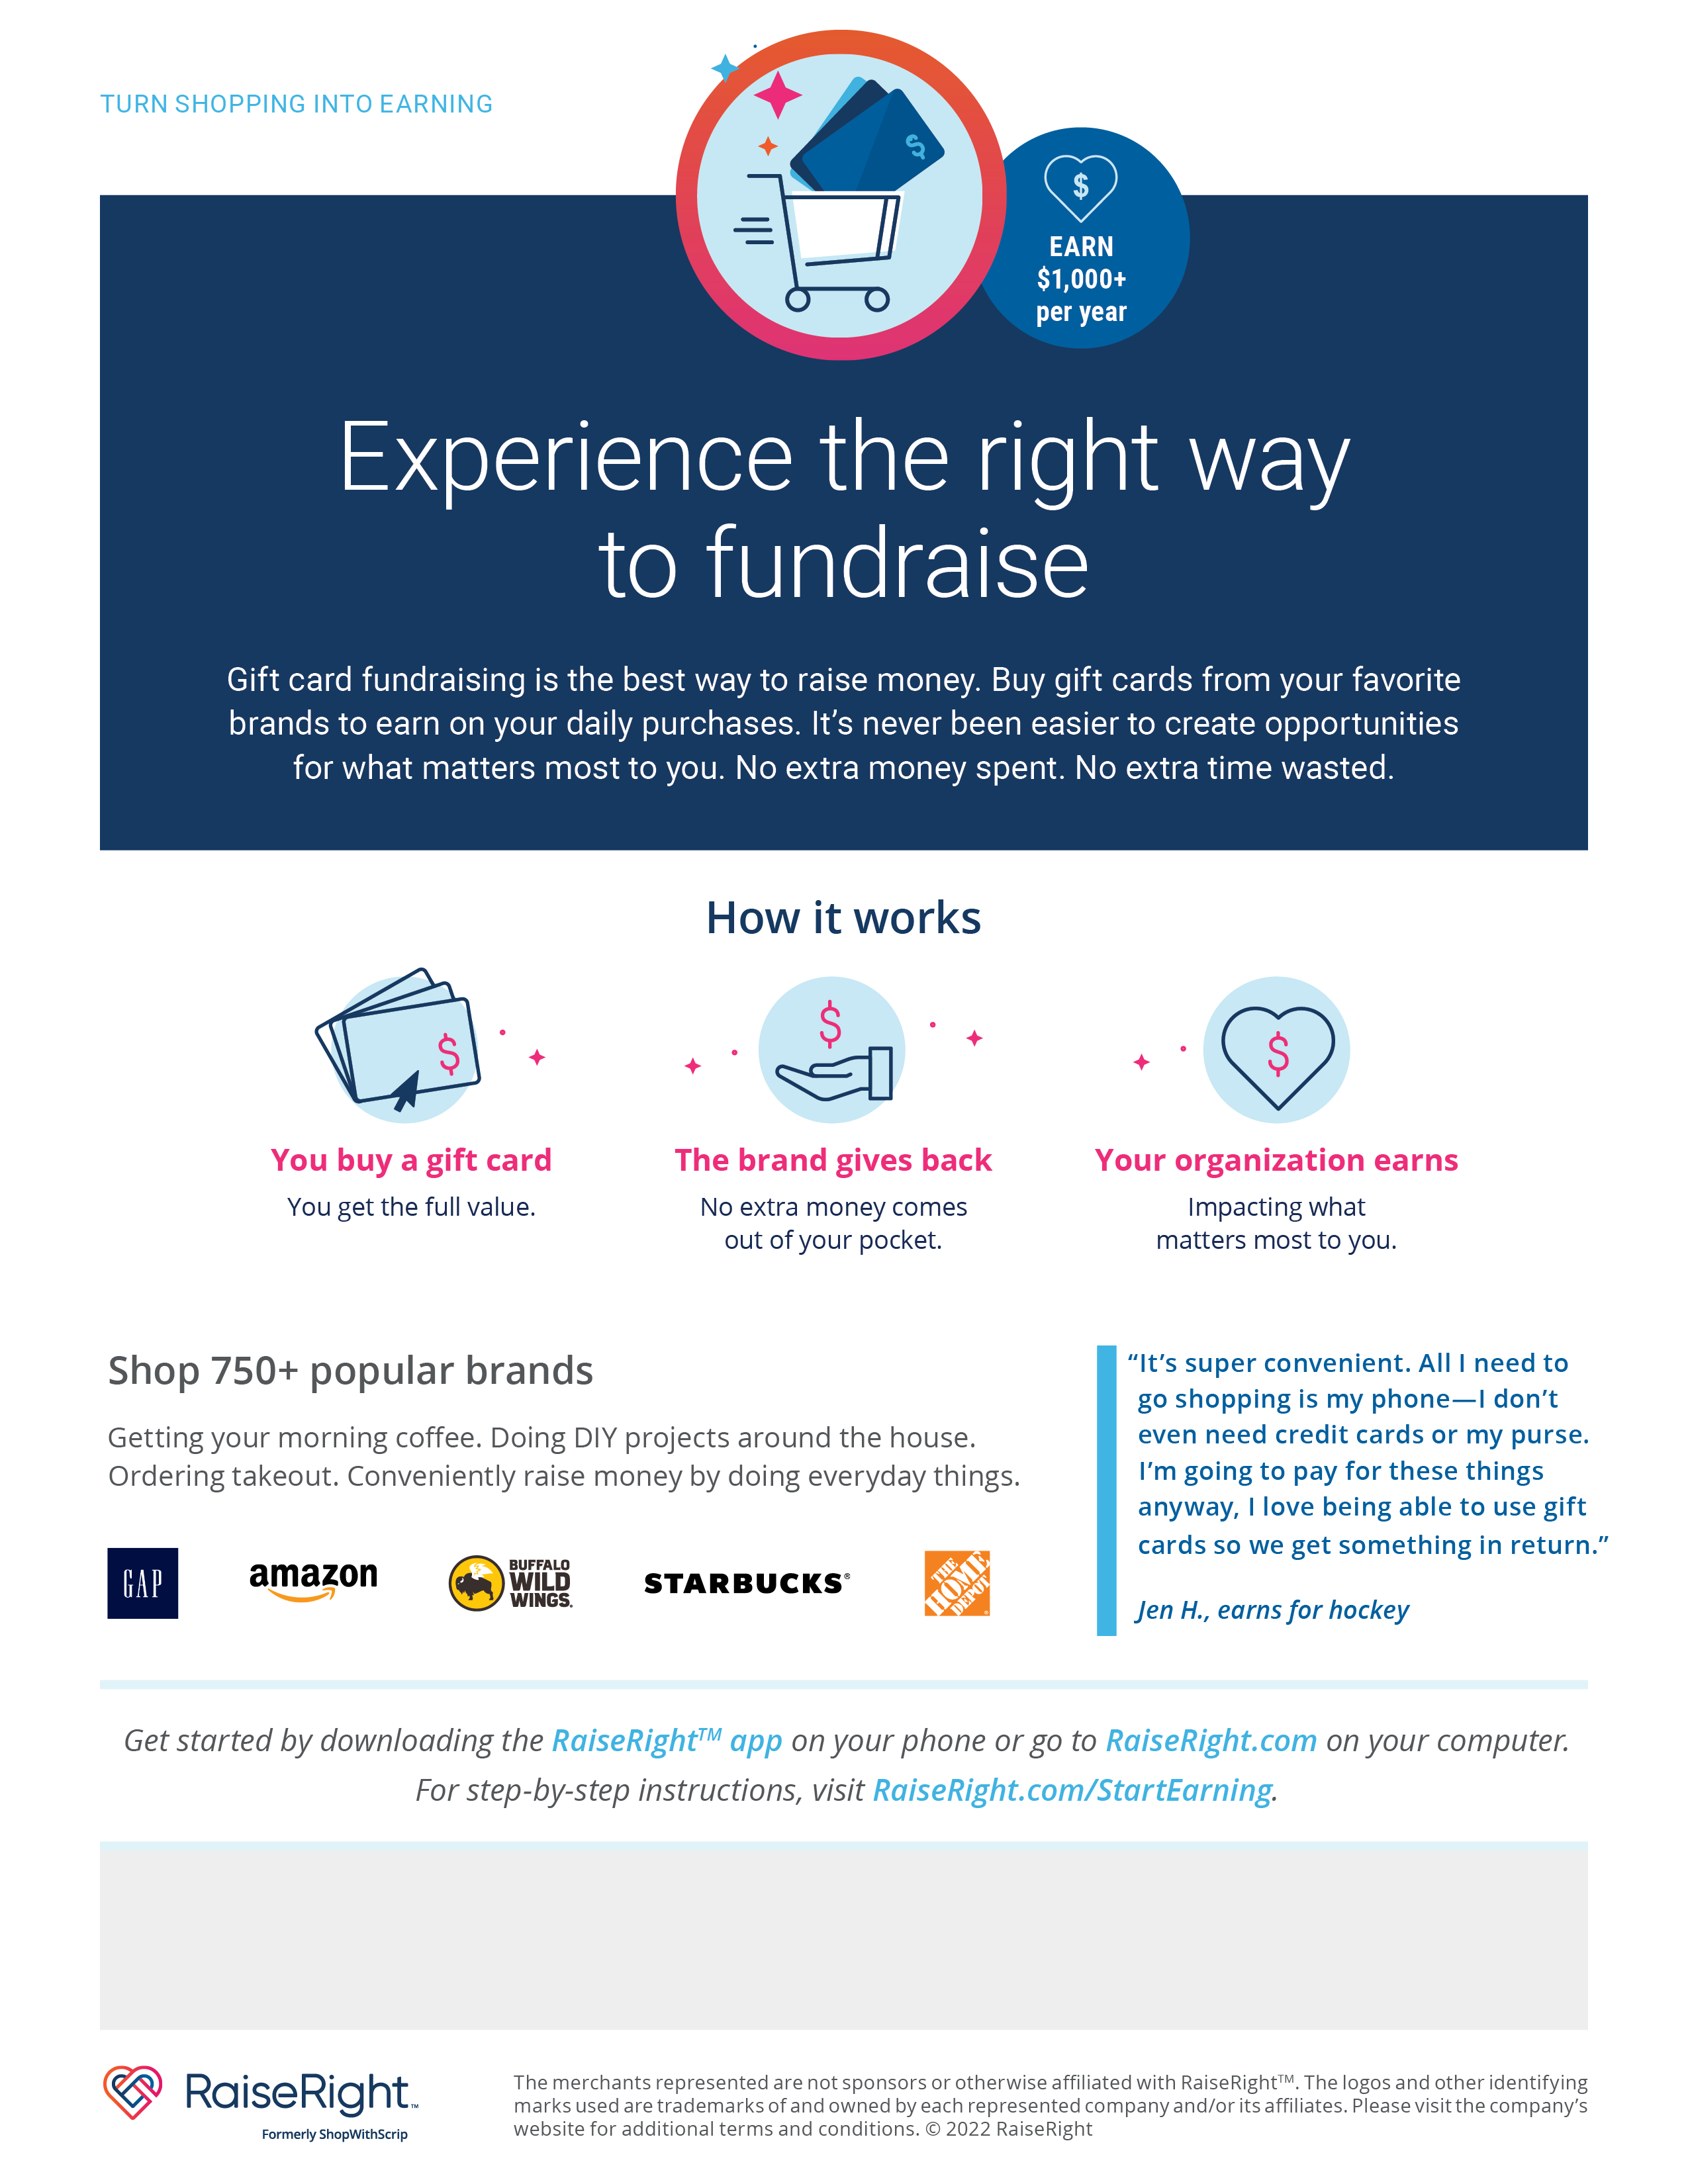 TURN SHOPPING INTO EARNING
$
$
EARN
$1,000+
per year
Experience the right way
to fundraise
Gift card fundraising is the best way to raise money. Buy gift cards from your favorite
brands to earn on your daily purchases. It’s never been easier to create opportunities
for what matters most to you. No extra money spent. No extra time wasted.
How it works
$
$
$
You buy a gift card
You get the full value.
The brand gives back
No extra money comes
out of your pocket.
Your organization earns
Impacting what
matters most to you.
Shop 750+ popular brands
Getting your morning coffee. Doing DIY projects around the house.
Ordering takeout. Conveniently raise money by doing everyday things.
GAP
amazon
BUFFALO
WILD
WINGS.
STARBUCKS®
THE
HOME
DEPOT
“It’s super convenient. All I need to
go shopping is my phone—I don’t
even need credit cards or my purse.
I’m going to pay for these things
anyway, I love being able to use gift
cards so we get something in return.”
Jen H., earns for hockey
Get started by downloading the RaiseRight™ app on your phone or go to RaiseRight.com on your computer.
For step-by-step instructions, visit RaiseRight.com/StartEarning.
RaiseRight™
Formerly ShopWithScrip
The merchants represented are not sponsors or otherwise affiliated with RaiseRight™. The logos and other identifying
marks used are trademarks of and owned by each represented company and/or its affiliates. Please visit the company’s
website for additional terms and conditions. © 2022 RaiseRight